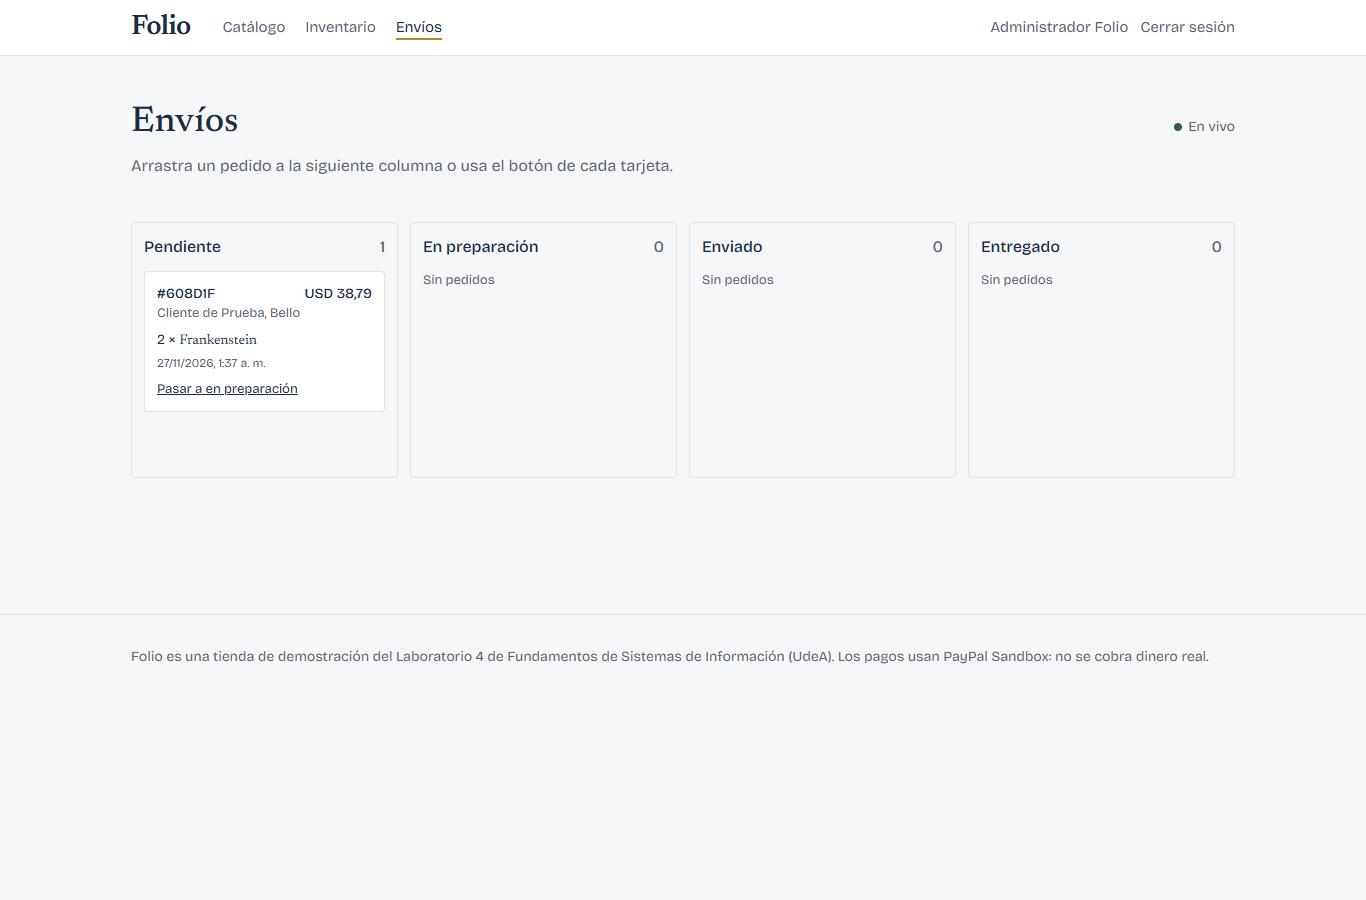 Folio
Catálogo
Inventario
Envíos
Administrador Folio
Cerrar sesión
Envíos
En vivo
Arrastra un pedido a la siguiente columna o usa el botón de cada tarjeta.
Pendiente 1
#608D1F USD 38,79
Cliente de Prueba, Bello
2 × Frankenstein
27/11/2026, 1:37 a. m.
Pasar a en preparación
En preparación 0
Sin pedidos
Enviado 0
Sin pedidos
Entregado 0
Sin pedidos
Folio es una tienda de demostración del Laboratorio 4 de Fundamentos de Sistemas de Información (UdeA). Los pagos usan PayPal Sandbox: no se cobra dinero real.